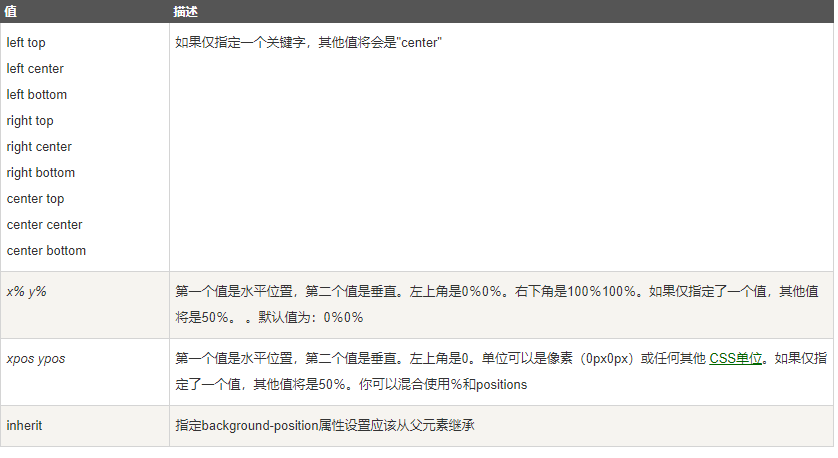 值 描述
left top 如果仅指定一个关键字，其他值将会是"center"
left center
left bottom
right top
right center
right bottom
center top
center center
center bottom
x% y% 第一个值是水平位置，第二个值是垂直。左上角是0％0％。右下角是100％100％。如果仅指定了一个值，其他值
将是50％。 。默认值为：0％0％
xpos ypos 第一个值是水平位置，第二个值是垂直。左上角是0。单位可以是像素（0px0px）或任何其他 CSS单位。如果仅指
定了一个值，其他值将是50％。你可以混合使用％和positions
inherit 指定background-position属性设置应该从父元素继承